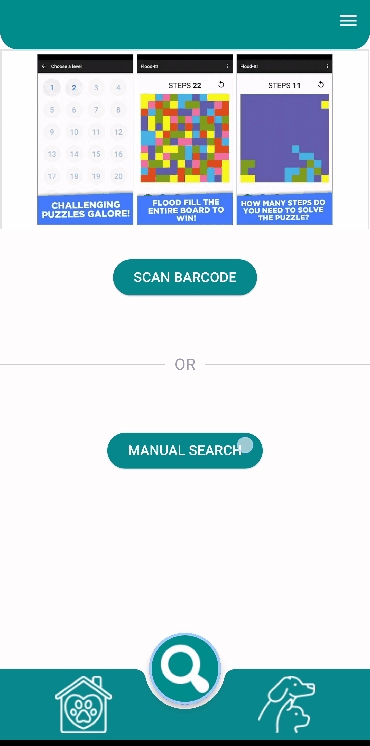 Choose a level
1 2 3 4
5 6 7 8
9 10 11 12
13 14 15 16
17 18 19 20
CHALLENGING
PUZZLES GALORE!
Flood-It!
STEPS 22
FLOOD FILL THE
ENTIRE BOARD TO
WIN!
Flood-It!
STEPS 11
HOW MANY STEPS DO
YOU NEED TO SOLVE
THE PUZZLE?
SCAN BARCODE
OR
MANUAL SEARCH